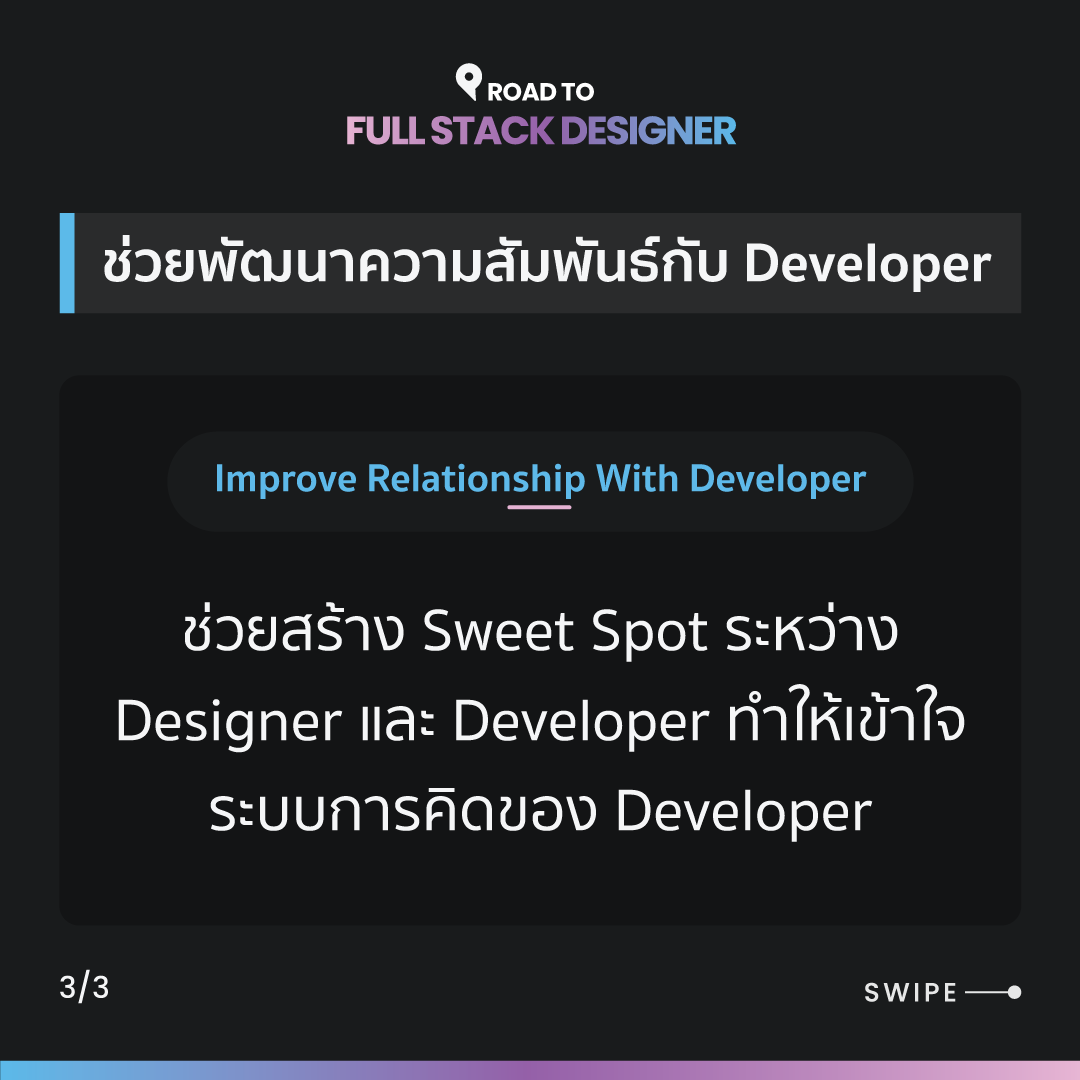 ROAD TO
FULL STACK DESIGNER
ช่วยพัฒนาความสัมพันธ์กับ Developer
Improve Relationship With Developer
ช่วยสร้าง Sweet Spot ระหว่าง
Designer และ Developer ทำให้เข้าใจ
ระบบการคิดของ Developer
3/3
SWIPE